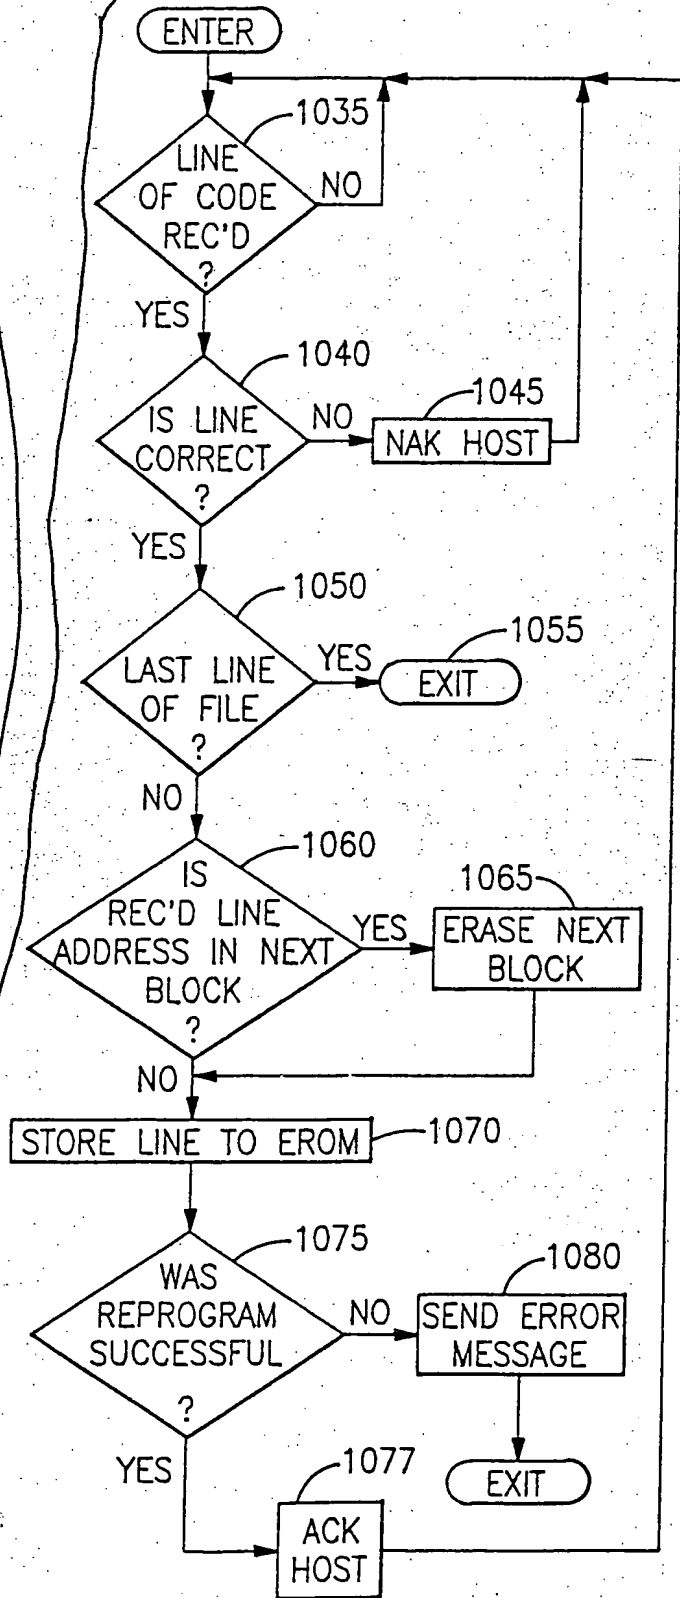 ENTER
1035
LINE
OF CODE
REC'D
?
NO
YES
1040
IS LINE
CORRECT
?
NO
1045
NAK HOST
YES
1050
LAST LINE
OF FILE
?
YES
1055
EXIT
NO
1060
IS
REC'D LINE
ADDRESS IN NEXT
BLOCK
?
YES
1065
ERASE NEXT
BLOCK
NO
STORE LINE TO EROM
1070
1075
WAS
REPROGRAM
SUCCESSFUL
?
NO
1080
SEND ERROR
MESSAGE
EXIT
YES
1077
ACK
HOST